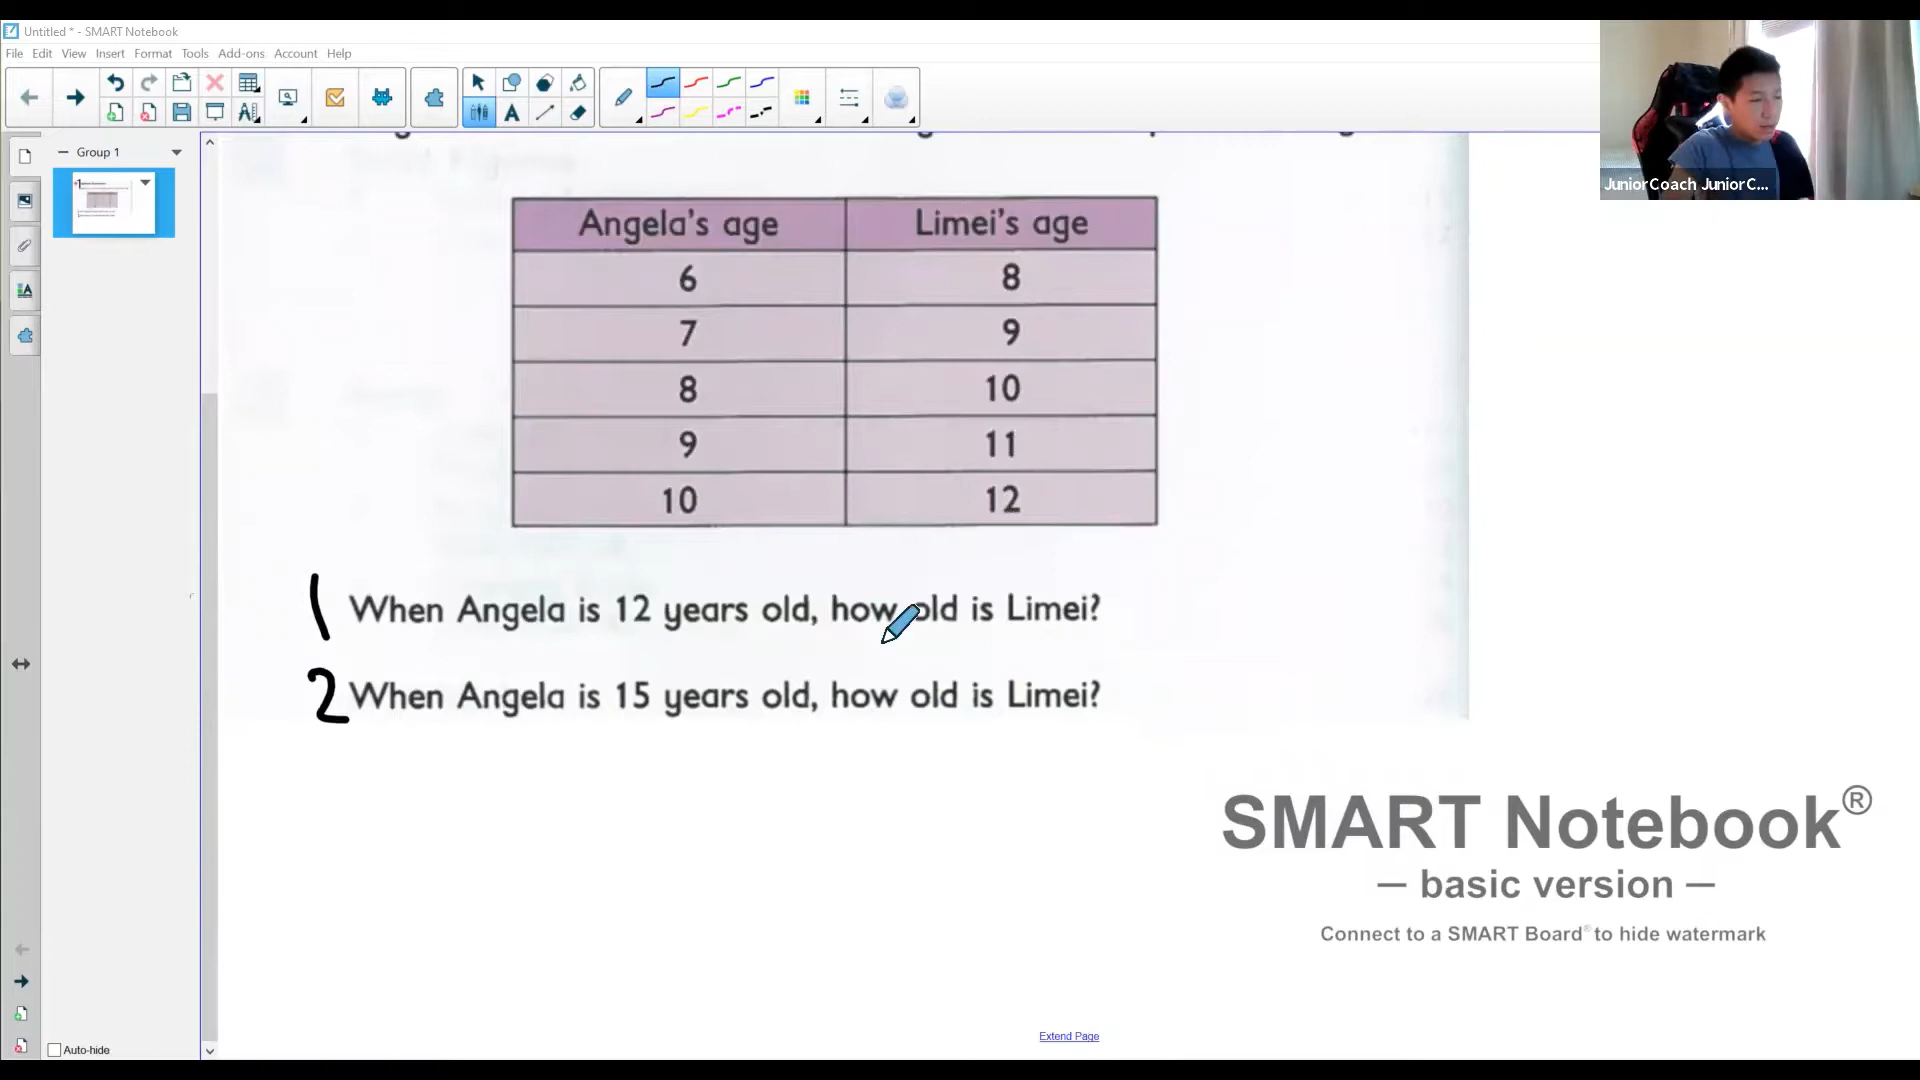 Untitled * - SMART Notebook
File Edit View Insert Format Tools Add-ons Account Help
Group 1
JuniorCoach JuniorC...
Angela's age Limei's age
6 8
7 9
8 10
9 11
10 12
1 When Angela is 12 years old, how old is Limei?
2 When Angela is 15 years old, how old is Limei?
SMART Notebook®
— basic version —
Connect to a SMART Board® to hide watermark
Extend Page
Auto-hide